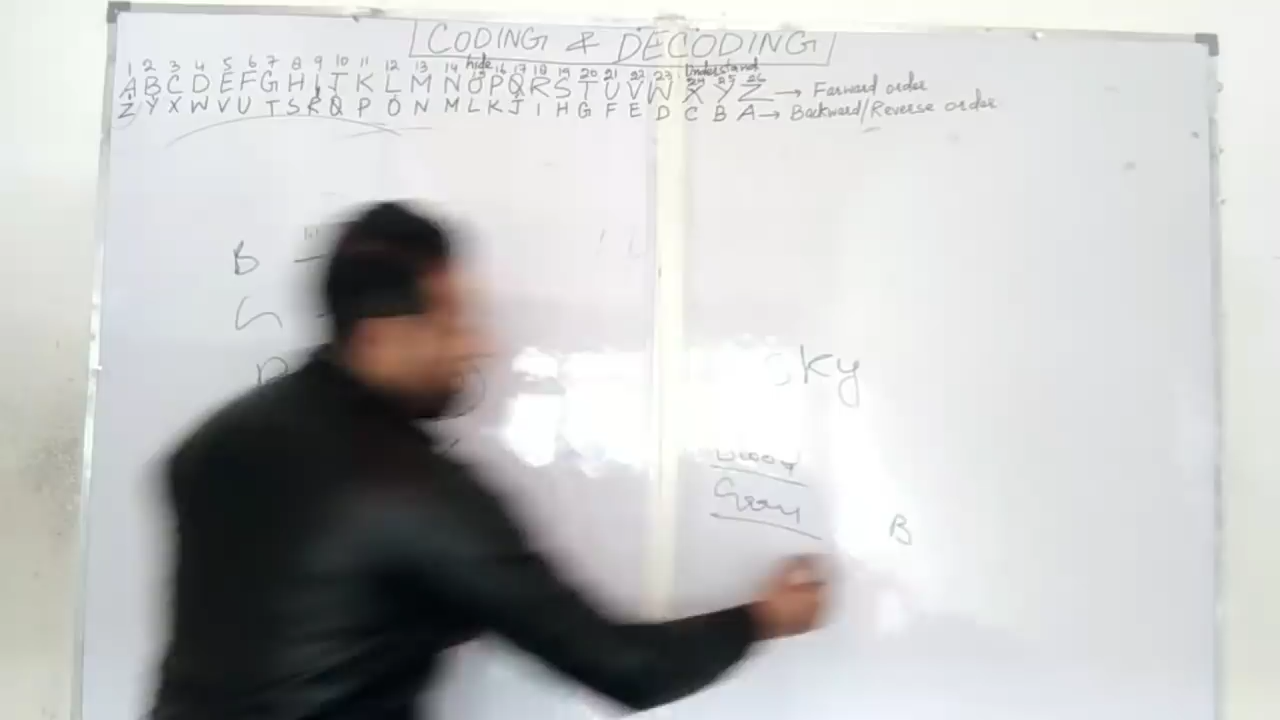 CODING & DECODING
hide Understand
1 2 3 4 5 6 7 8 9 10 11 12 13 14 15 16 17 18 19 20 21 22 23 24 25 26
A B C D E F G H I J K L M N O P Q R S T U V W X Y Z → Forward order
Z Y X W V U T S R Q P O N M L K J I H G F E D C B A → Backward/Reverse order
B
G
Sky
B